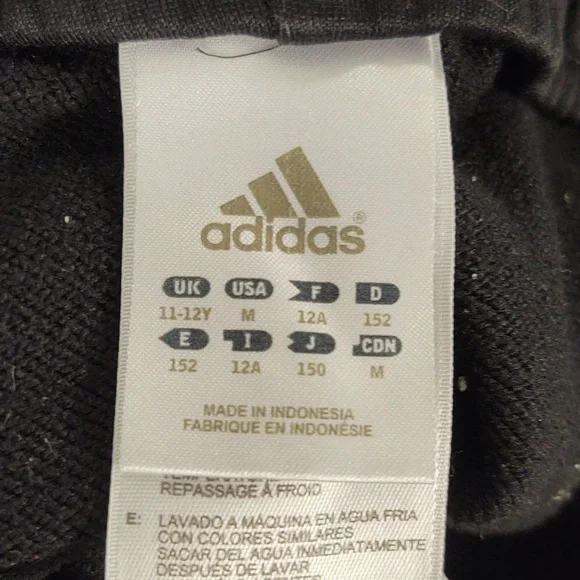 adidas®
UK USA F D
11-12Y M 12A 152
E I J CDN
152 12A 150 M
MADE IN INDONESIA
FABRIQUE EN INDONÉSIE
REPASSAGE À FROID
E: LAVADO A MÁQUINA EN AGUA FRIA
CON COLORES SIMILARES
SACAR DEL AGUA INMEDIATAMENTE
DESPUÉS DE LAVAR